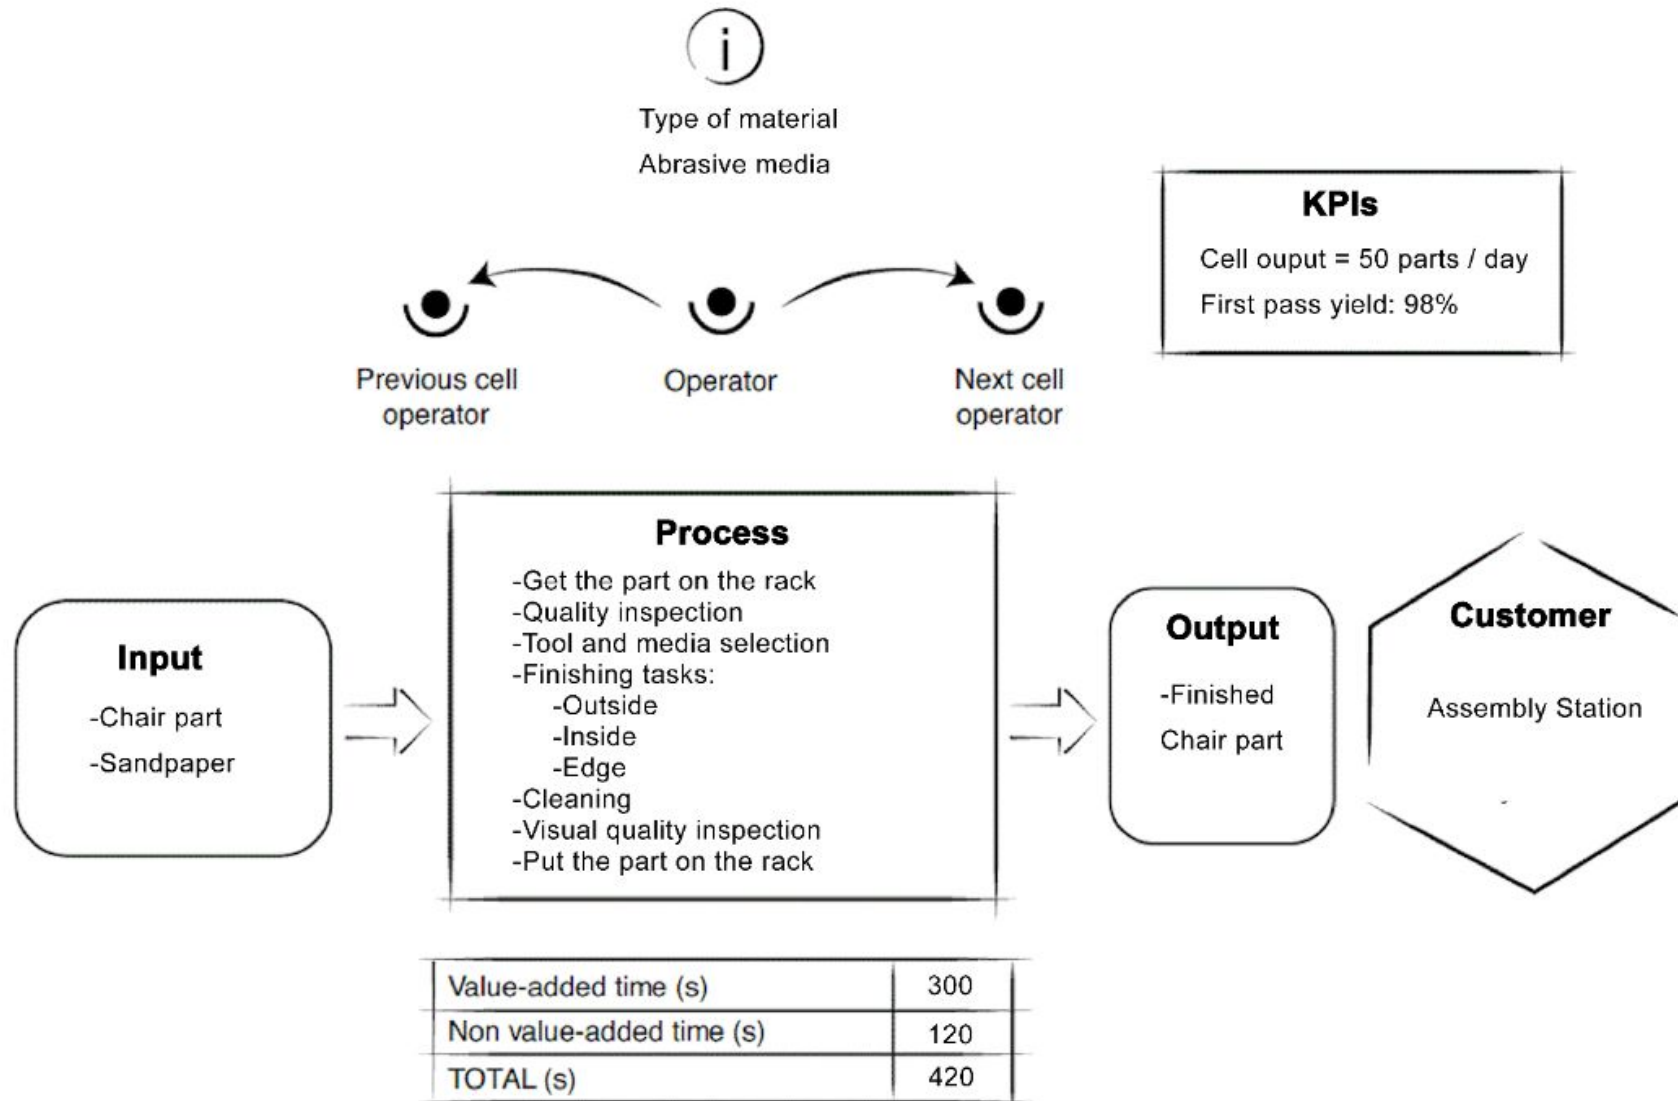 i
Type of material
Abrasive media
KPIs
Cell ouput = 50 parts / day
First pass yield: 98%
Previous cell
operator
Operator
Next cell
operator
Input
-Chair part
-Sandpaper
Process
-Get the part on the rack
-Quality inspection
-Tool and media selection
-Finishing tasks:
-Outside
-Inside
-Edge
-Cleaning
-Visual quality inspection
-Put the part on the rack
Output
-Finished
Chair part
Customer
Assembly Station
Value-added time (s) 300
Non value-added time (s) 120
TOTAL (s) 420